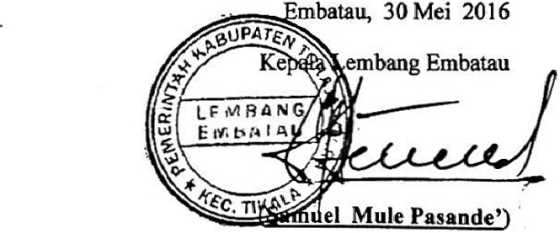 Embatau, 30 Mei 2016
Kepala Lembang Embatau
PEMERINTAH KABUPATEN
LEMBANG
EMBATAU
KEC. TIKALA
(Samuel Mule Pasande')